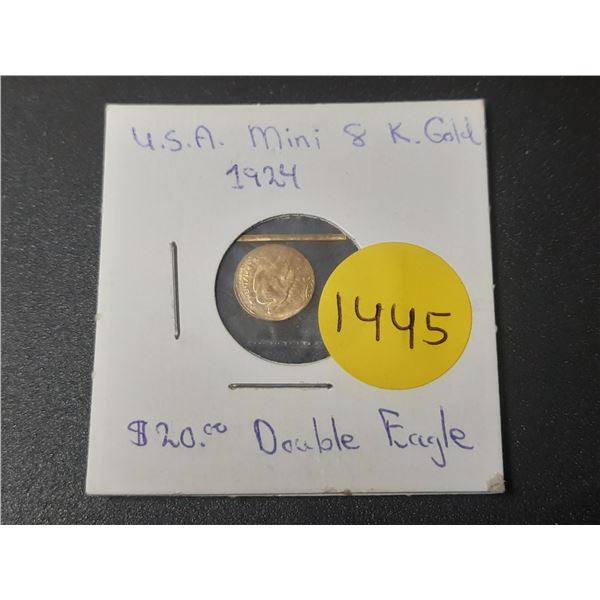 U.S.A. Mini 8 K. Gold
1924
1445
$20.00 Double Eagle